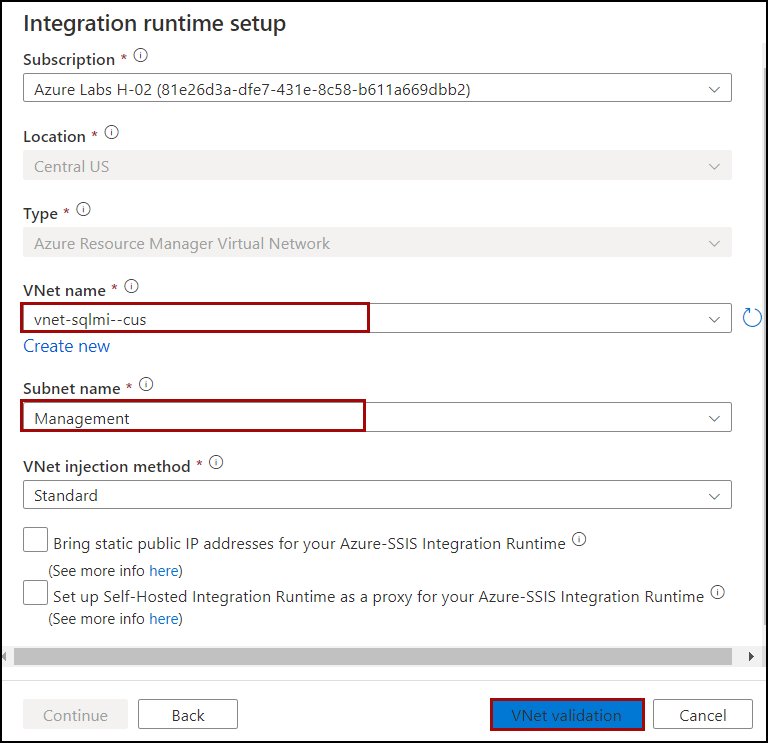 Integration runtime setup
Subscription *
Azure Labs H-02 (81e26d3a-dfe7-431e-8c58-b611a669dbb2)
Location *
Central US
Type *
Azure Resource Manager Virtual Network
VNet name *
vnet-sqlmi--cus
Create new
Subnet name *
Management
VNet injection method *
Standard
Bring static public IP addresses for your Azure-SSIS Integration Runtime
(See more info here)
Set up Self-Hosted Integration Runtime as a proxy for your Azure-SSIS Integration Runtime
(See more info here)
Continue Back VNet validation Cancel